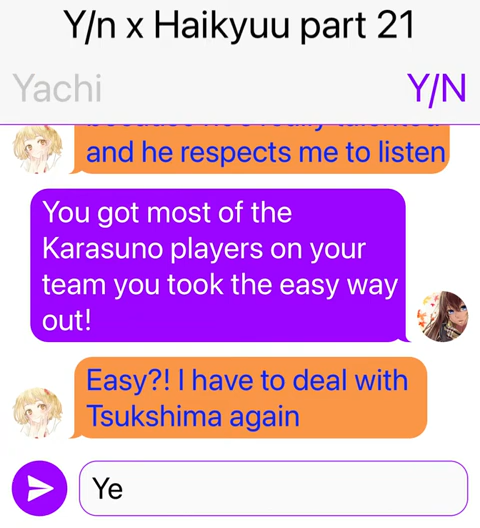 Y/n x Haikyuu part 21
Yachi
Y/N
and he respects me to listen
You got most of the
Karasuno players on your
team you took the easy way
out!
Easy?! I have to deal with
Tsukshima again
Ye